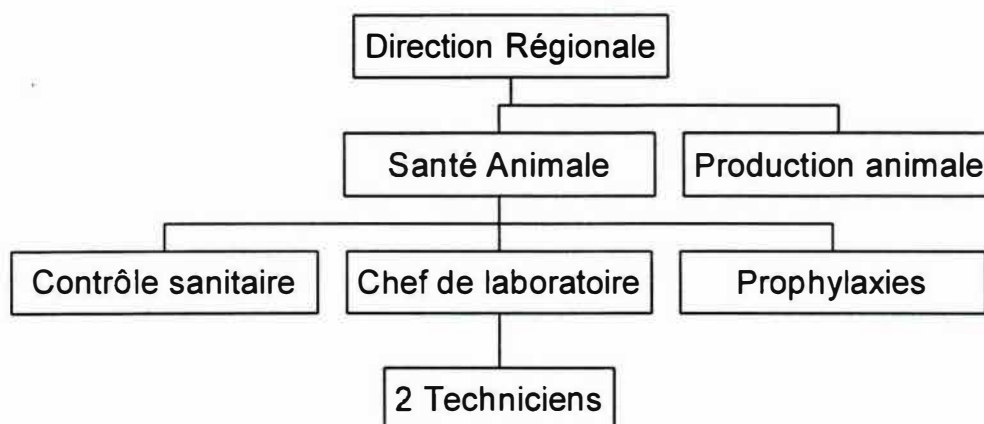 Direction Régionale
Santé Animale
Production animale
Contrôle sanitaire
Chef de laboratoire
Prophylaxies
2 Techniciens